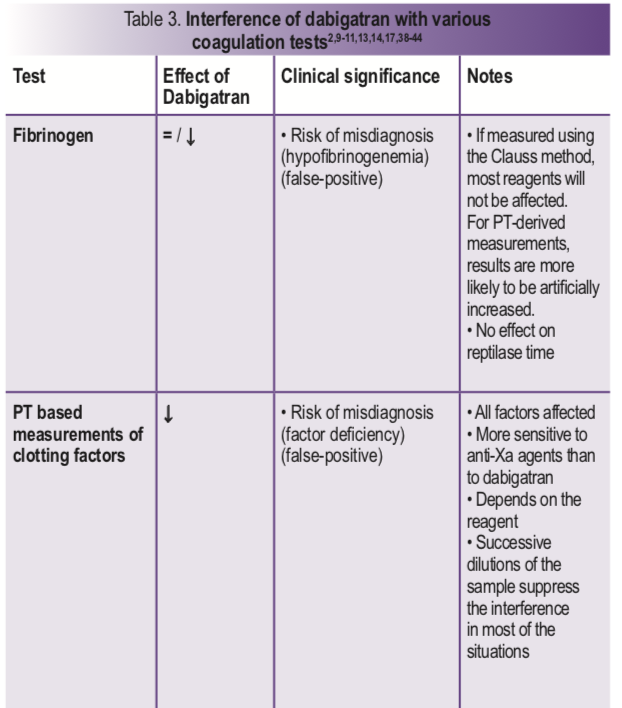 Table 3. Interference of dabigatran with various
coagulation tests2,9-11,13,14,17,38-44
Test
Effect of
Dabigatran
Clinical significance
Notes
Fibrinogen
= / ↓
• Risk of misdiagnosis
(hypofibrinogenemia)
(false-positive)
• If measured using
the Clauss method,
most reagents will
not be affected.
For PT-derived
measurements,
results are more
likely to be artificially
increased.
• No effect on
reptilase time
PT based
measurements of
clotting factors
↓
• Risk of misdiagnosis
(factor deficiency)
(false-positive)
• All factors affected
• More sensitive to
anti-Xa agents than
to dabigatran
• Depends on the
reagent
• Successive
dilutions of the
sample suppress
the interference
in most of the
situations